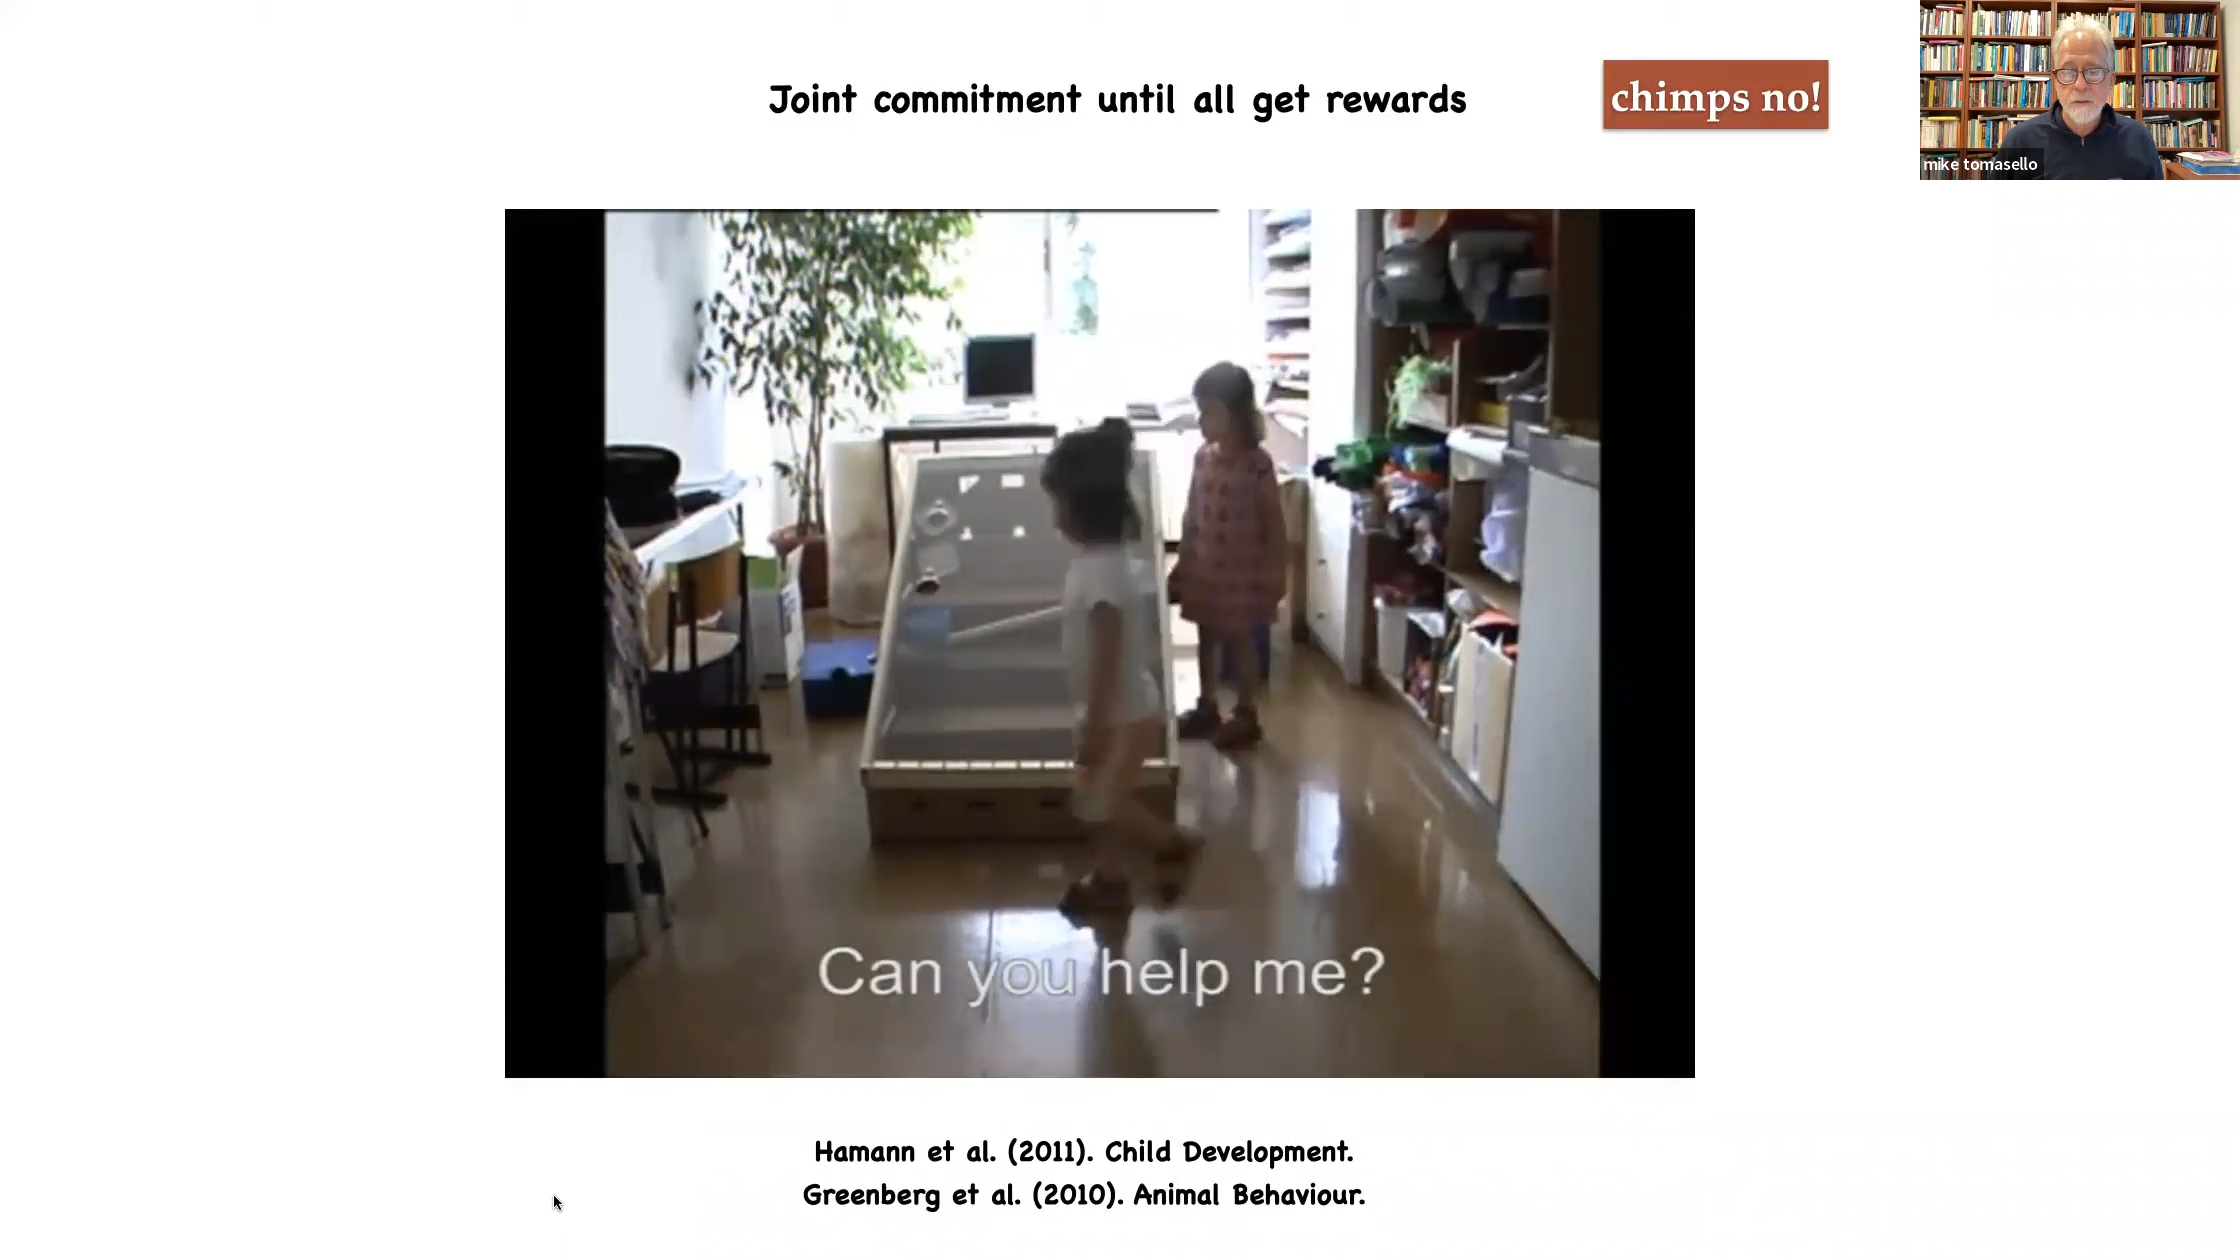 Joint commitment until all get rewards
chimps no!
mike tomasello
Can you help me?
Hamann et al. (2011). Child Development.
Greenberg et al. (2010). Animal Behaviour.